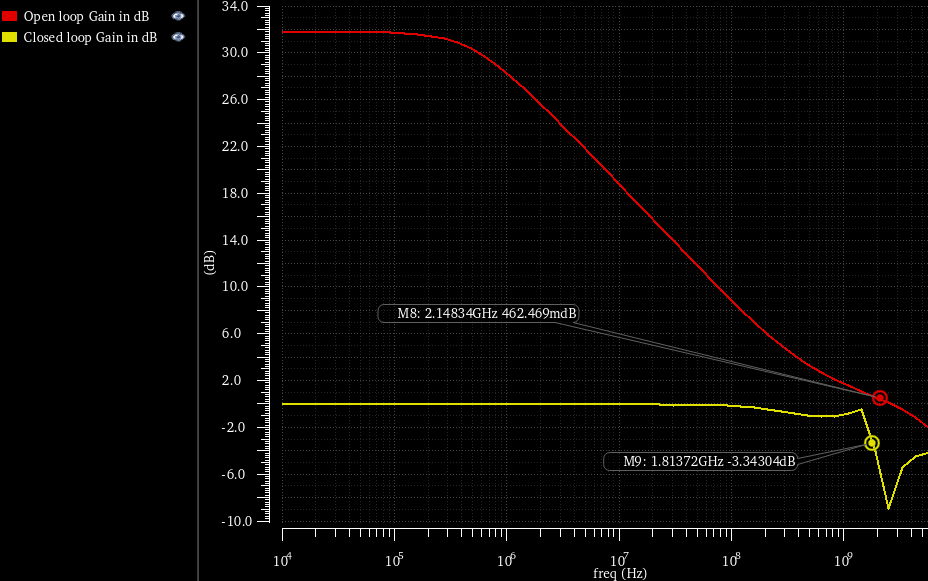 Open loop Gain in dB
Closed loop Gain in dB
34.0
30.0
26.0
22.0
18.0
14.0
10.0
6.0
2.0
-2.0
-6.0
-10.0
(dB)
M8: 2.14834GHz 462.469mdB
M9: 1.81372GHz -3.34304dB
10^4 10^5 10^6 10^7 10^8 10^9
freq (Hz)